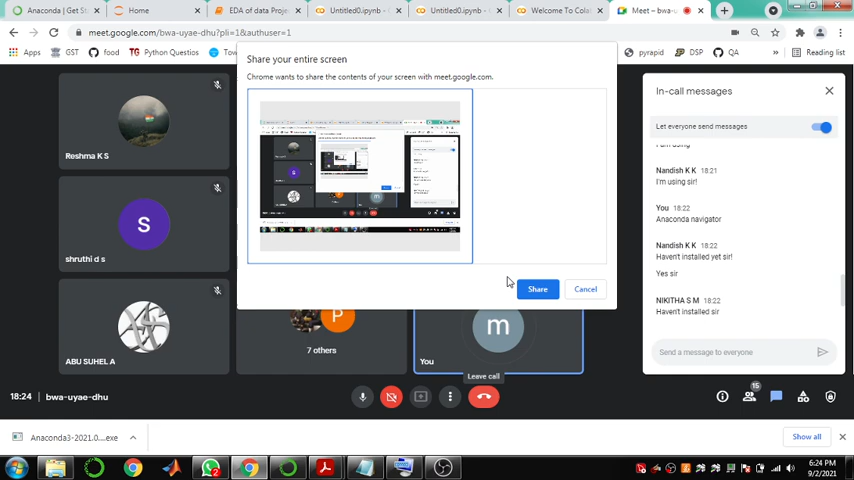 Anaconda | Get St
Home
EDA of data Proje
Untitled0.ipynb -
Untitled0.ipynb -
Welcome To Cola
Meet – bwa-u
meet.google.com/bwa-uyae-dhu?pli=1&authuser=1
Apps
GST
food
Python Questions
pyrapid
DSP
QA
»
Reading list
Share your entire screen
Chrome wants to share the contents of your screen with meet.google.com.
Share
Cancel
Reshma K S
S
shruthi d s
ABU SUHEL A
P
7 others
m
You
Leave call
In-call messages
Let everyone send messages
I am using
Nandish K K 18:21
I'm using sir!
You 18:22
Anaconda navigator
Nandish K K 18:22
Haven't installed yet sir!
Yes sir
NIKITHA S M 18:22
Haven't installed sir
Send a message to everyone
18:24 bwa-uyae-dhu
15
Anaconda3-2021.0....exe
Show all
2
6:24 PM
9/2/2021